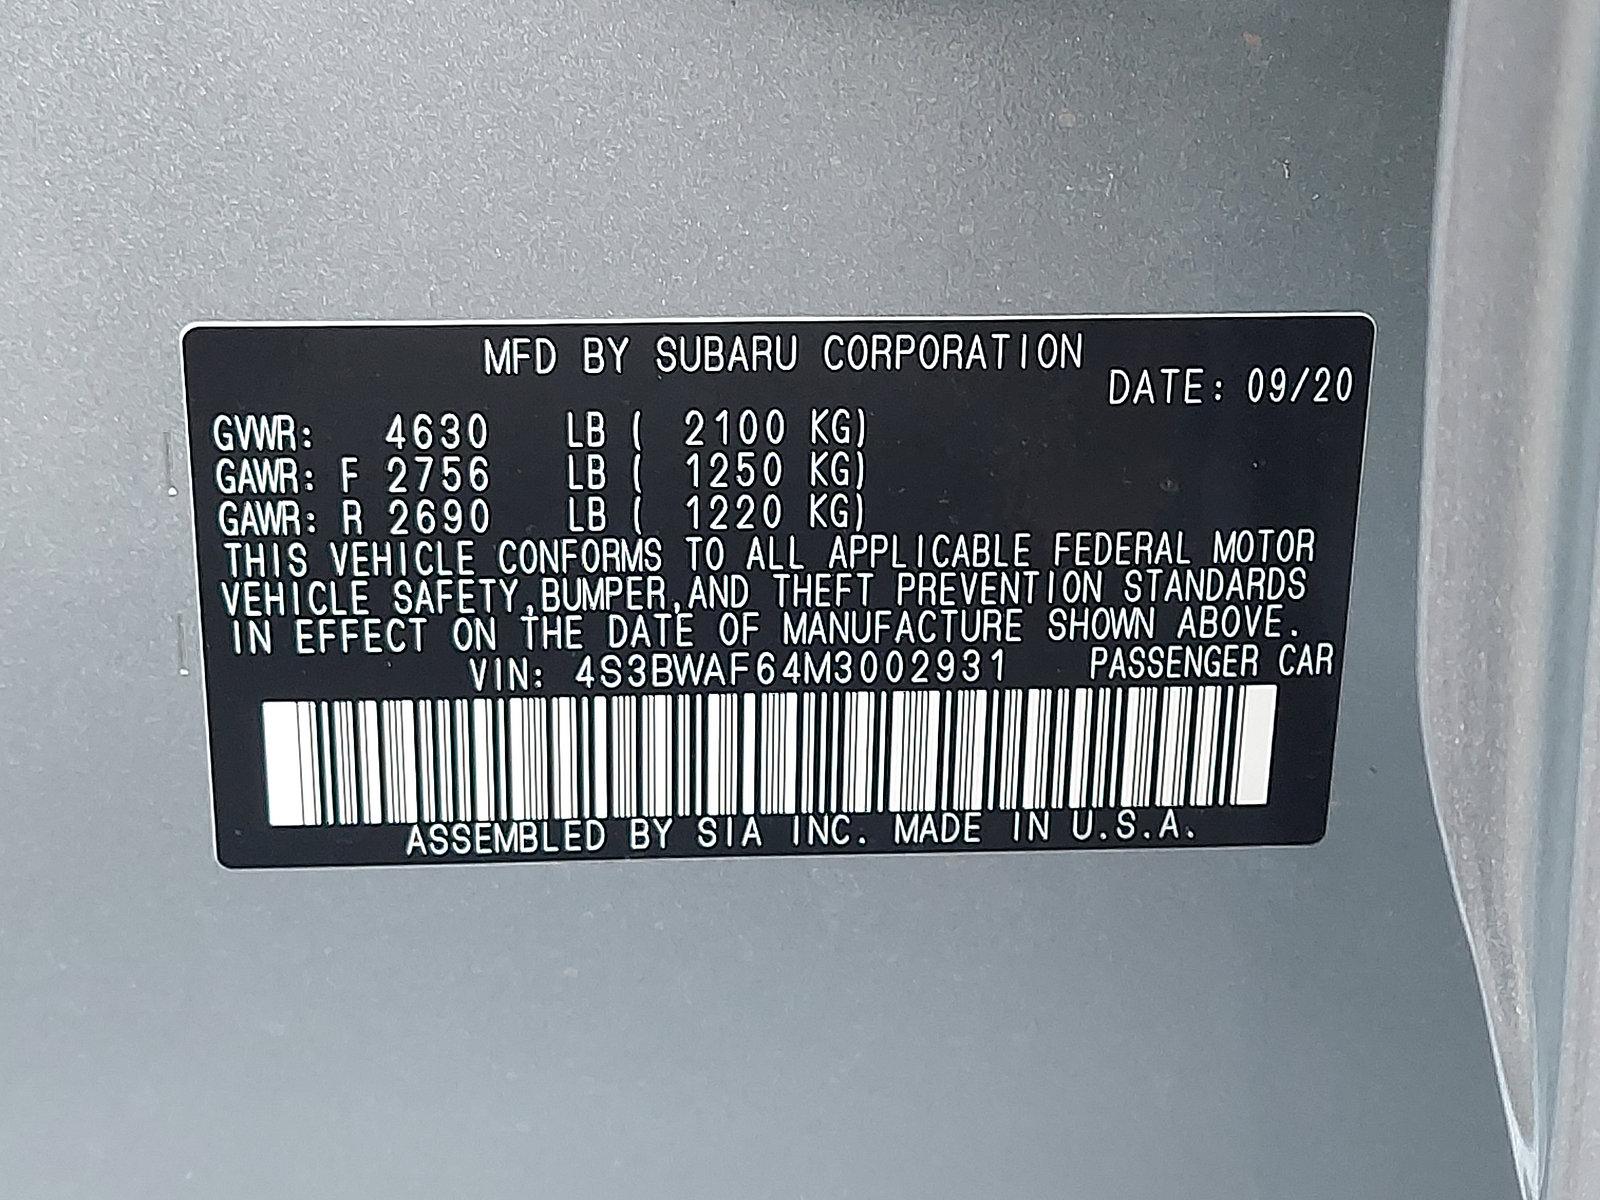 MFD BY SUBARU CORPORATION
DATE: 09/20
GVWR: 4630 LB ( 2100 KG)
GAWR: F 2756 LB ( 1250 KG)
GAWR: R 2690 LB ( 1220 KG)
THIS VEHICLE CONFORMS TO ALL APPLICABLE FEDERAL MOTOR
VEHICLE SAFETY,BUMPER,AND THEFT PREVENTION STANDARDS
IN EFFECT ON THE DATE OF MANUFACTURE SHOWN ABOVE.
VIN: 4S3BWAF64M3002931 PASSENGER CAR
ASSEMBLED BY SIA INC. MADE IN U.S.A.